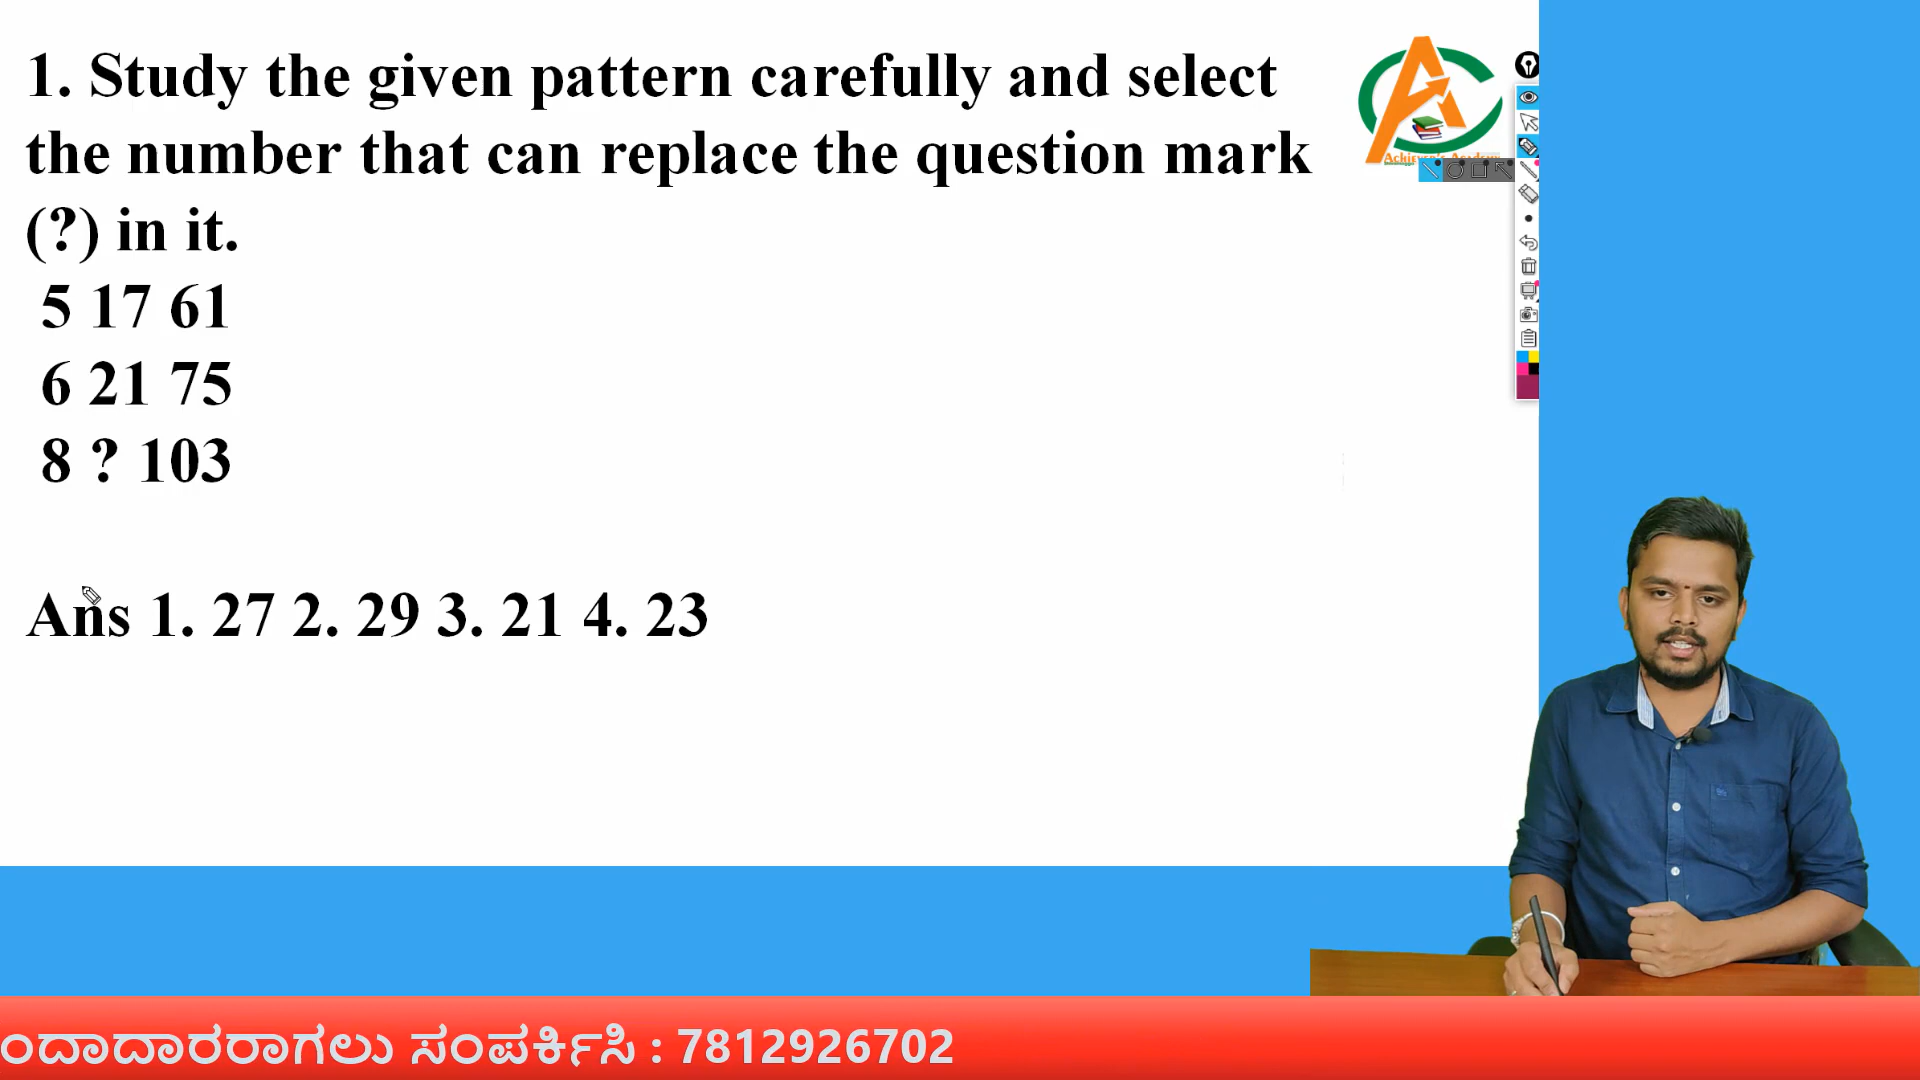 1. Study the given pattern carefully and select
the number that can replace the question mark
(?) in it.
5 17 61
6 21 75
8 ? 103
Ans 1. 27 2. 29 3. 21 4. 23
ಂದಾದಾರರಾಗಲು ಸಂಪರ್ಕಿಸಿ : 7812926702